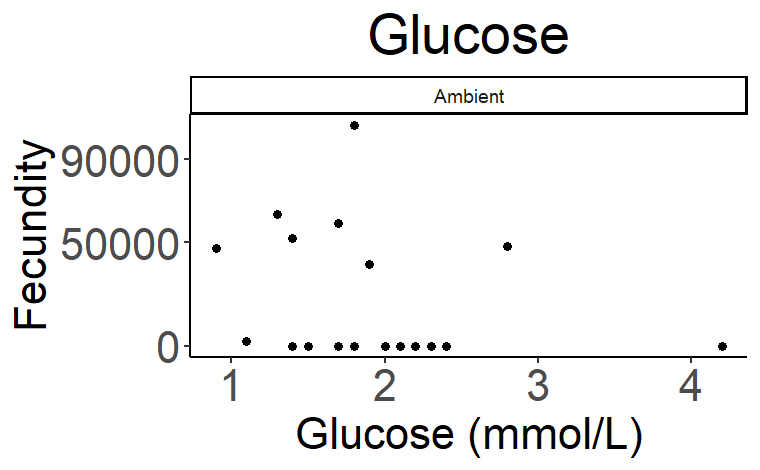 Glucose
Ambient
Fecundity
90000
50000
0
1 2 3 4
Glucose (mmol/L)